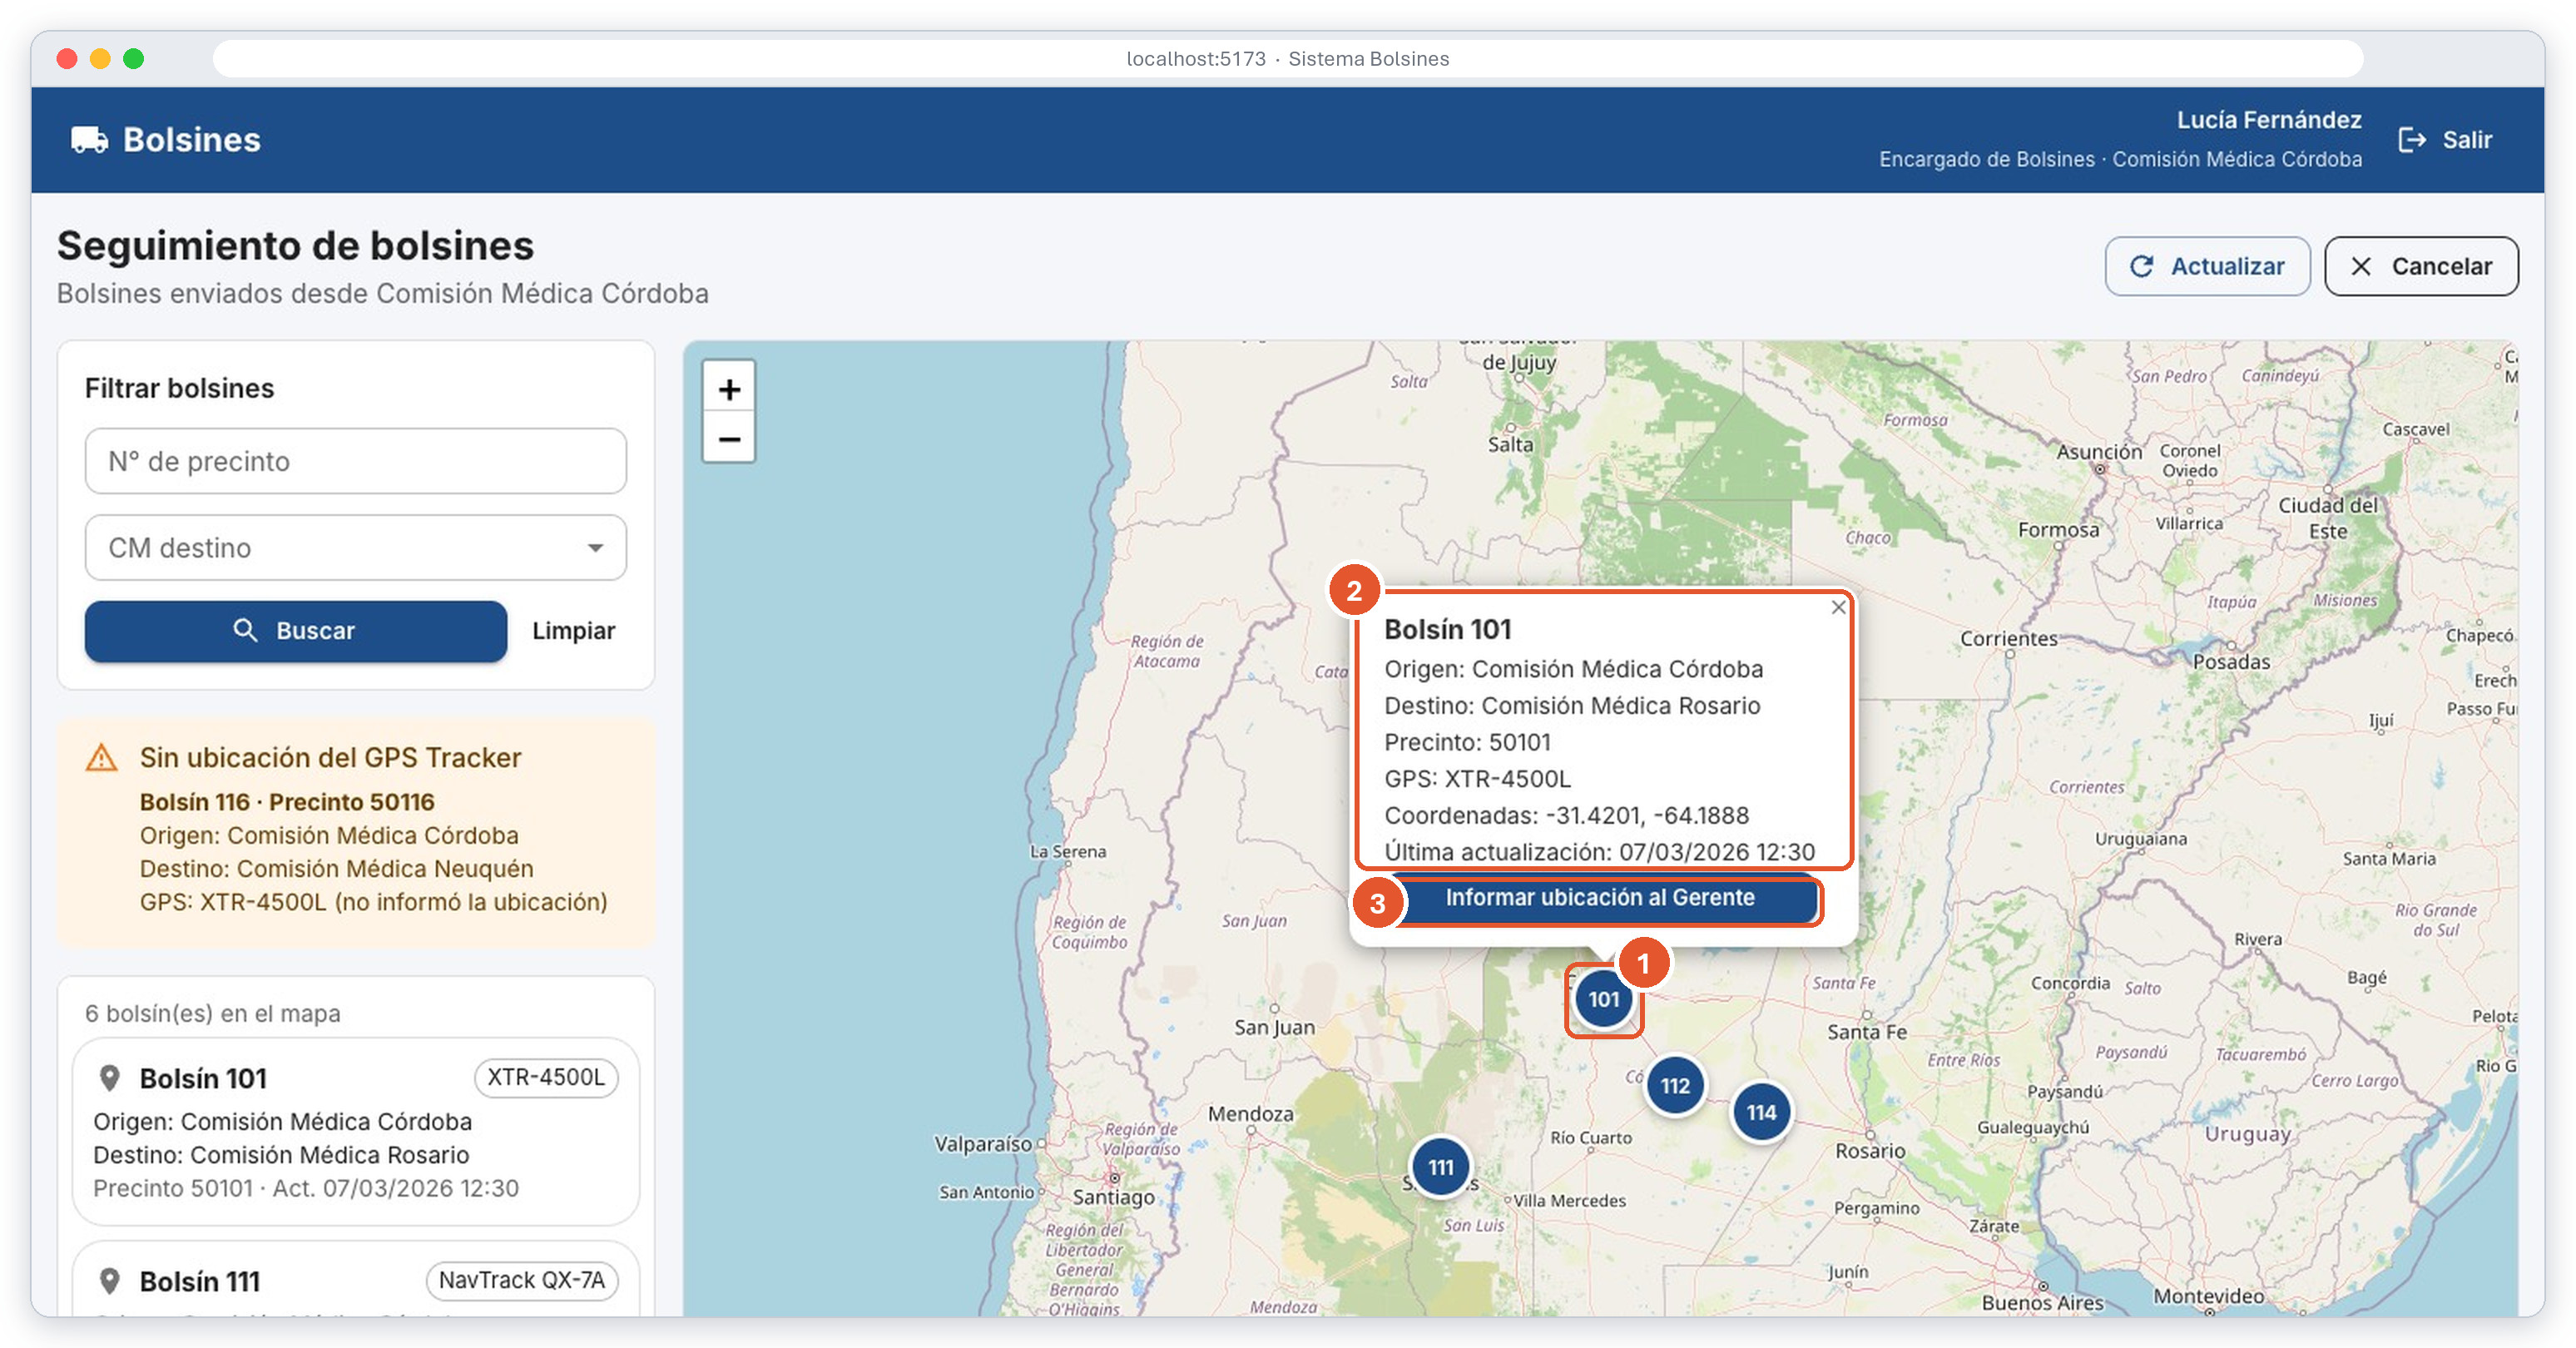 localhost:5173 · Sistema Bolsines
Bolsines
Lucía Fernández
Encargado de Bolsines · Comisión Médica Córdoba
Salir
Seguimiento de bolsines
Bolsines enviados desde Comisión Médica Córdoba
Actualizar
Cancelar
Filtrar bolsines
N° de precinto
CM destino
Buscar
Limpiar
Sin ubicación del GPS Tracker
Bolsín 116 · Precinto 50116
Origen: Comisión Médica Córdoba
Destino: Comisión Médica Neuquén
GPS: XTR-4500L (no informó la ubicación)
6 bolsín(es) en el mapa
Bolsín 101
XTR-4500L
Origen: Comisión Médica Córdoba
Destino: Comisión Médica Rosario
Precinto 50101 · Act. 07/03/2026 12:30
Bolsín 111
NavTrack QX-7A
+
−
de Jujuy
Salta
Salta
San Pedro
Canindeyú
Formosa
Cascavel
Asunción
Coronel
Oviedo
Ciudad del
Este
Villarrica
Formosa
Chaco
2
Bolsín 101
Origen: Comisión Médica Córdoba
Destino: Comisión Médica Rosario
Precinto: 50101
GPS: XTR-4500L
Coordenadas: -31.4201, -64.1888
Última actualización: 07/03/2026 12:30
3
Informar ubicación al Gerente
1
101
112
114
111
Itapúa
Misiones
Región de
Atacama
Cata
Corrientes
Chapecó
Posadas
Erech
Passo Fu
Ijuí
Corrientes
Uruguaiana
Santa Maria
La Serena
Región de
Coquimbo
San Juan
Rio Grande
do Sul
Rivera
Bagé
Santa Fe
Concordia
Salto
San Juan
Santa Fe
Pelota
Entre Ríos
Paysandú
Tacuarembó
Rio G
Paysandú
Cerro Largo
Có
Mendoza
Valparaíso
Región de
Valparaíso
Río Cuarto
Rosario
Gualeguaychú
Uruguay
San Antonio
Santiago
Villa Mercedes
San Luis
Pergamino
Zárate
Región del
Libertador
General
Bernardo
O'Higgins
Junín
Mendoza
Buenos Aires
Montevideo